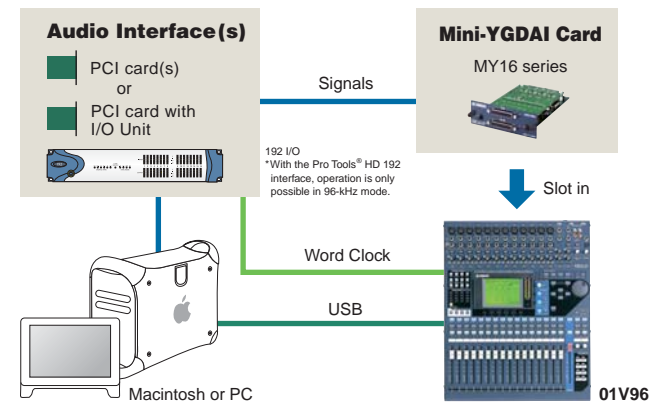 Audio Interface(s)
PCI card(s)
or
PCI card with
I/O Unit
Mini-YGDAI Card
MY16 series
Signals
192 I/O
*With the Pro Tools® HD 192
interface, operation is only
possible in 96-kHz mode.
Slot in
Word Clock
USB
Macintosh or PC
01V96